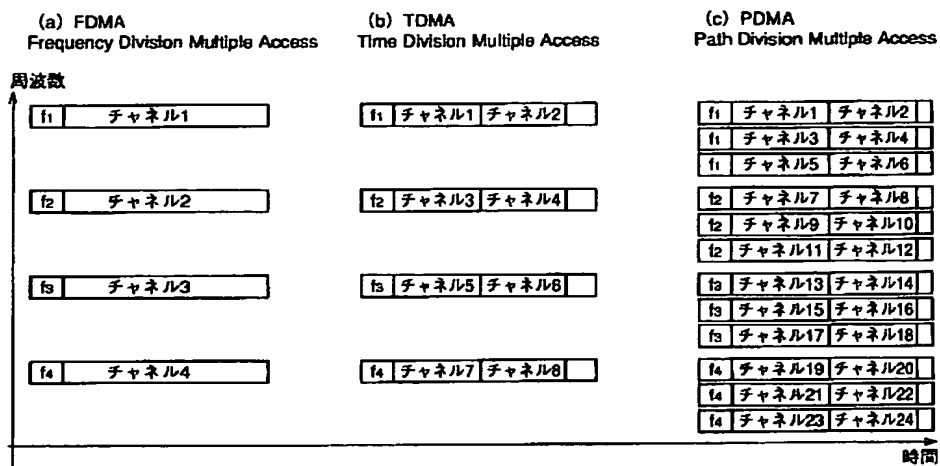 (a) FDMA
Frequency Division Multiple Access
(b) TDMA
Time Division Multiple Access
(c) PDMA
Path Division Multiple Access
周波数
f1 チャネル1
f2 チャネル2
f3 チャネル3
f4 チャネル4
f1 チャネル1 チャネル2
f2 チャネル3 チャネル4
f3 チャネル5 チャネル6
f4 チャネル7 チャネル8
f1 チャネル1 チャネル2
f1 チャネル3 チャネル4
f1 チャネル5 チャネル6
f2 チャネル7 チャネル8
f2 チャネル9 チャネル10
f2 チャネル11 チャネル12
f3 チャネル13 チャネル14
f3 チャネル15 チャネル16
f3 チャネル17 チャネル18
f4 チャネル19 チャネル20
f4 チャネル21 チャネル22
f4 チャネル23 チャネル24
時間